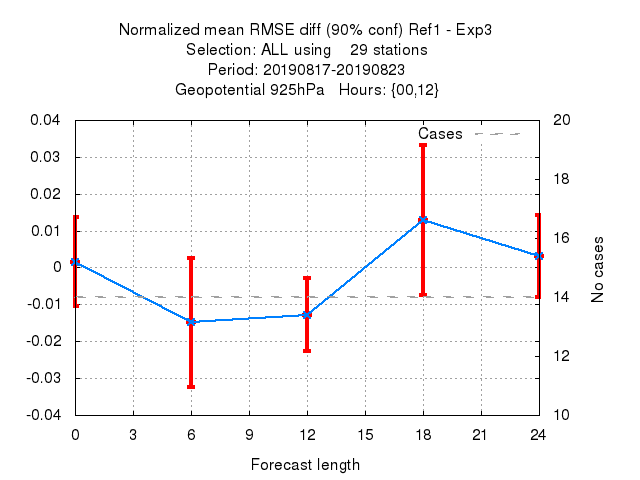 Normalized mean RMSE diff (90% conf) Ref1 - Exp3
Selection: ALL using    29 stations
Period: 20190817-20190823
Geopotential 925hPa   Hours: {00,12}
Cases
0.04
0.03
0.02
0.01
0
-0.01
-0.02
-0.03
-0.04
20
18
16
14
12
10
No cases
0 3 6 9 12 15 18 21 24
Forecast length